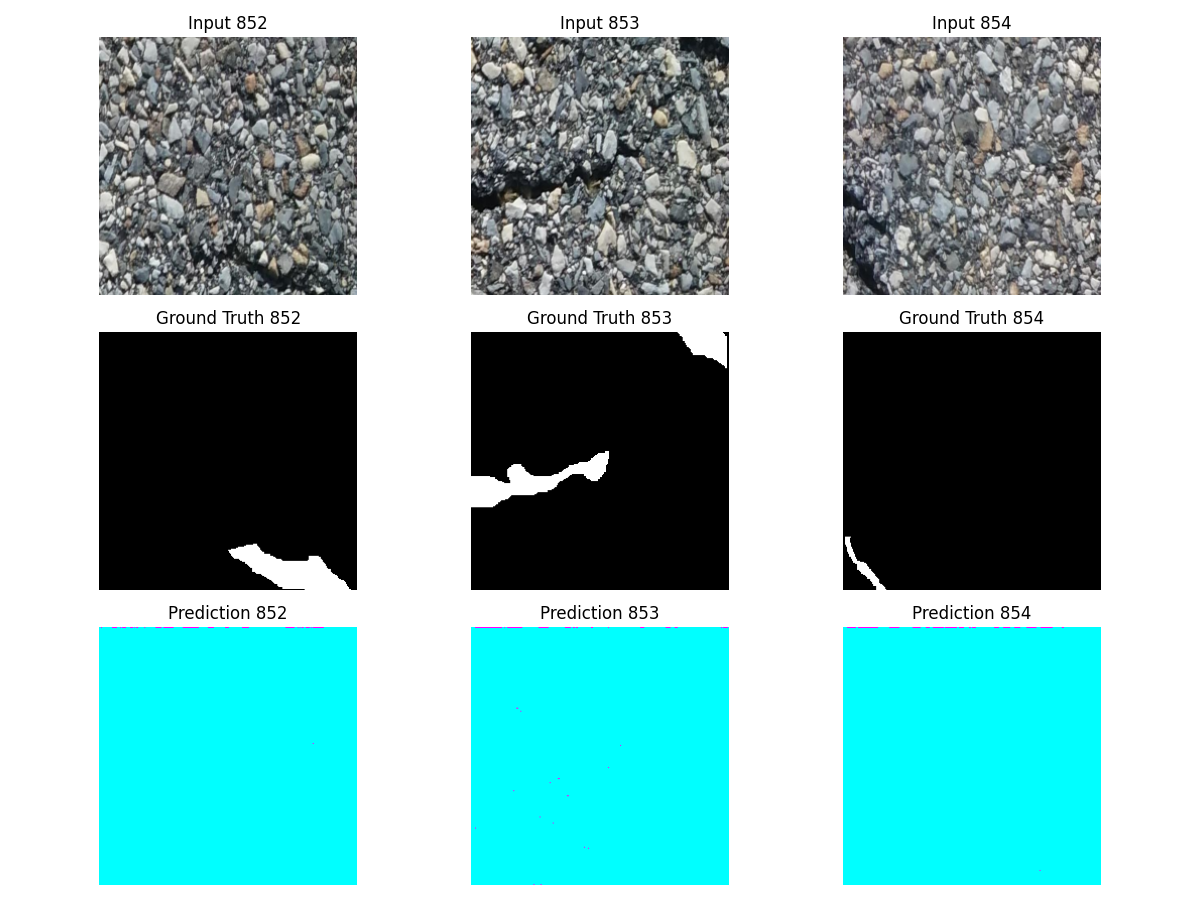 Input 852
Input 853
Input 854
Ground Truth 852
Ground Truth 853
Ground Truth 854
Prediction 852
Prediction 853
Prediction 854